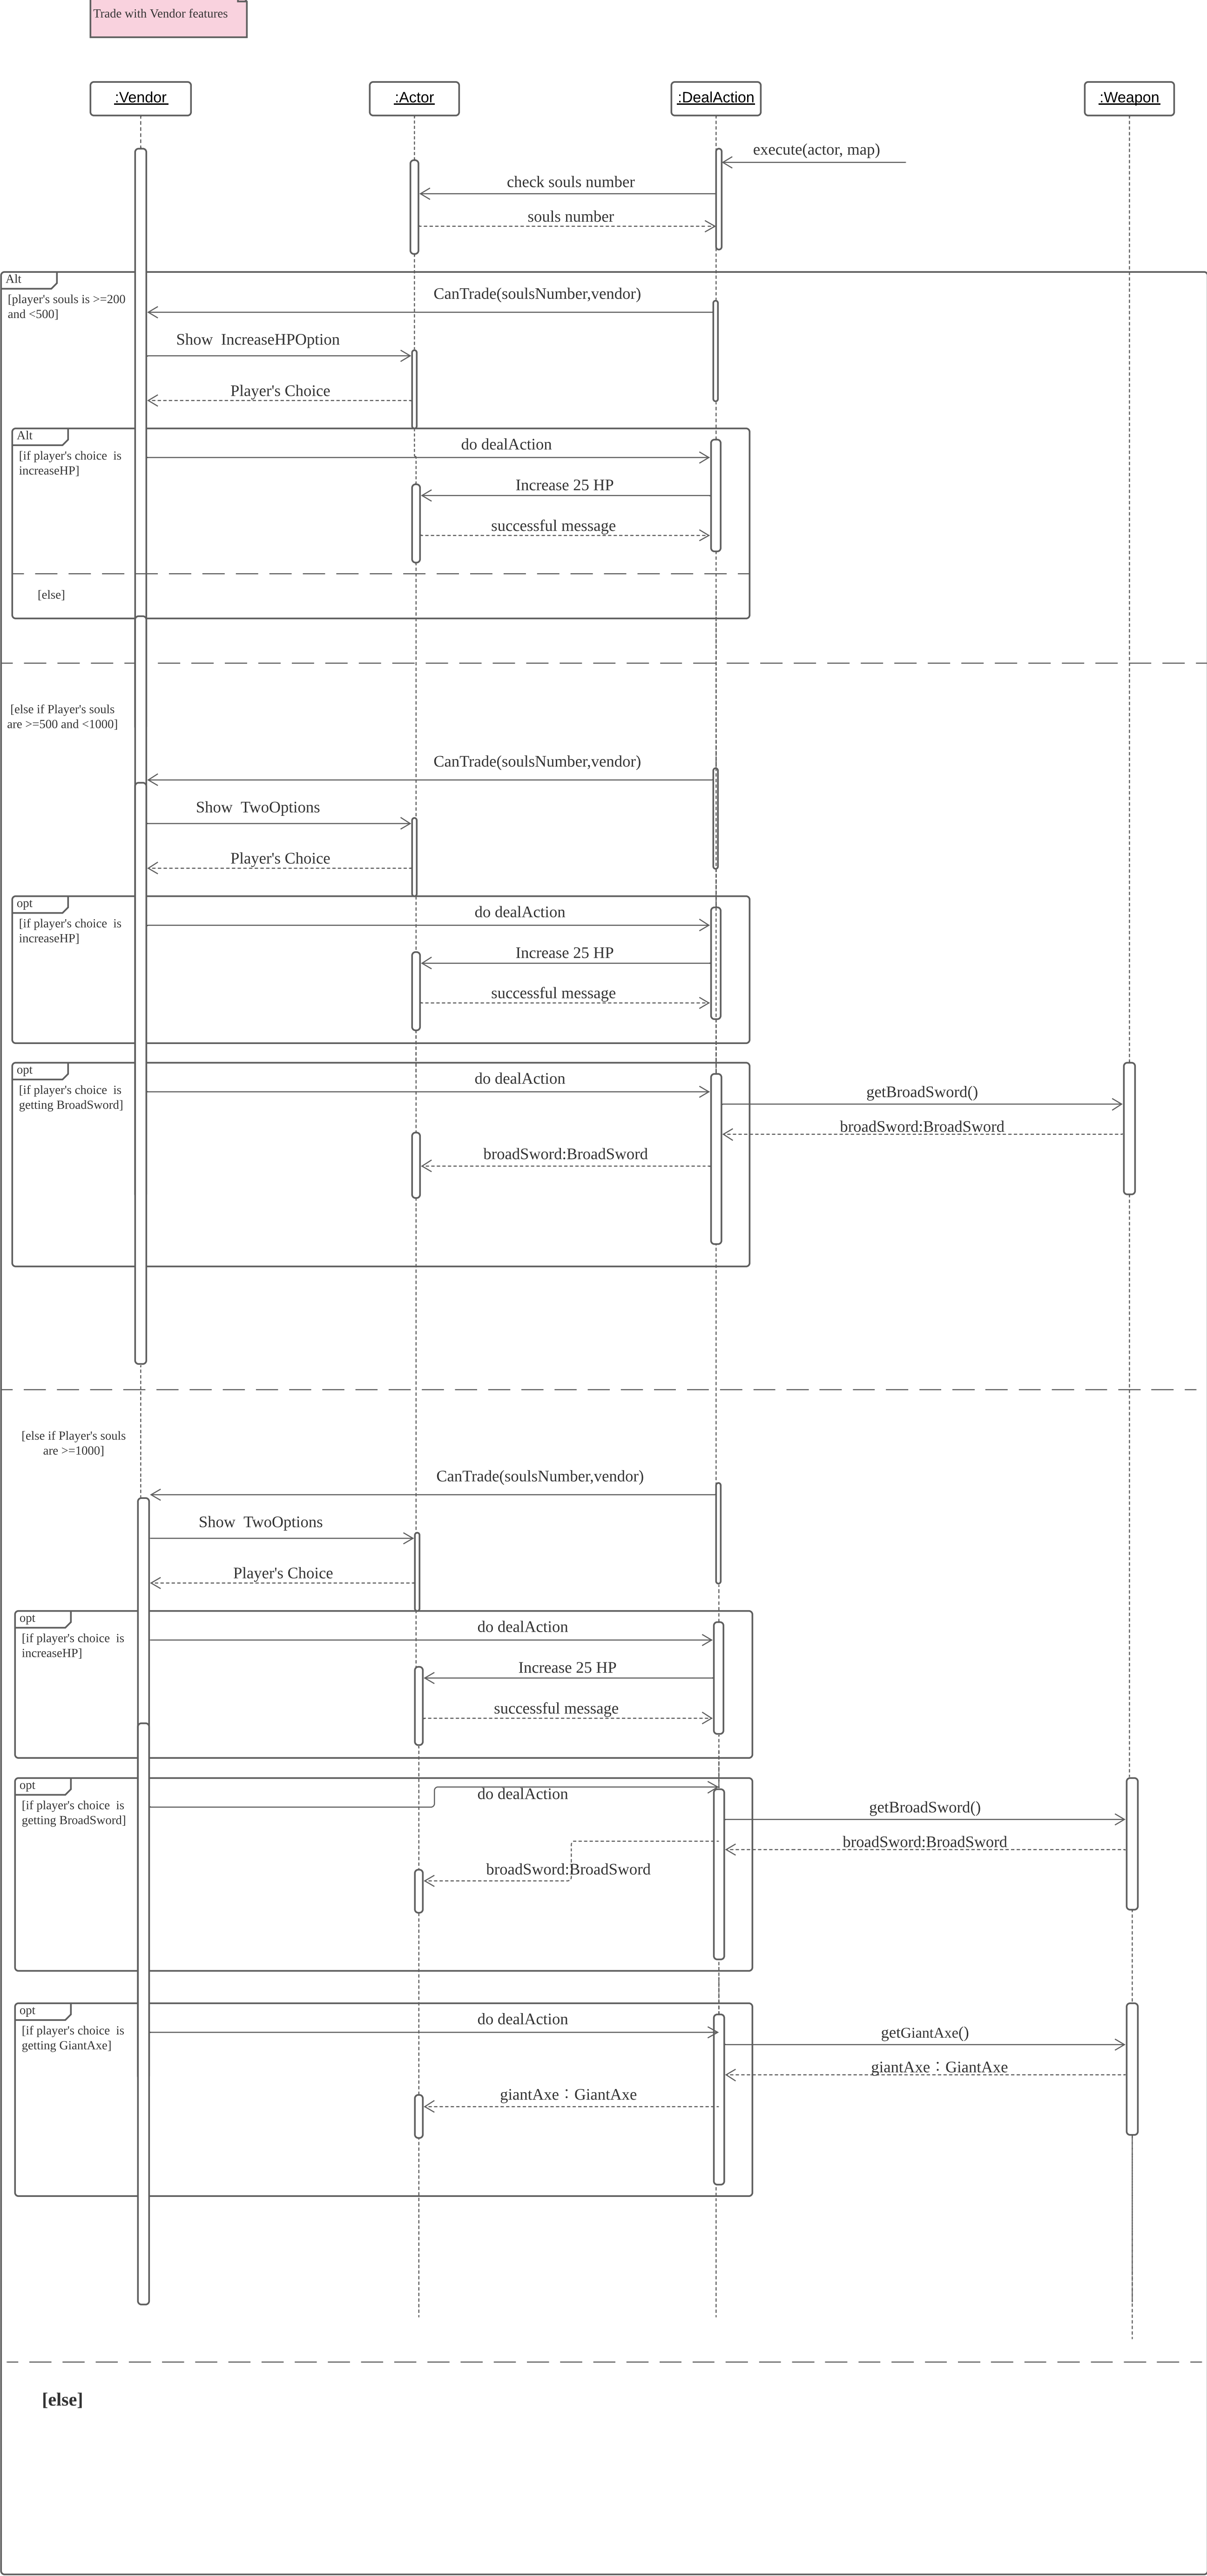 Trade with Vendor features
:Vendor
:Actor
:DealAction
:Weapon
execute(actor, map)
check souls number
souls number
Alt
[player's souls is >=200
and <500]
CanTrade(soulsNumber,vendor)
Show  IncreaseHPOption
Player's Choice
Alt
[if player's choice  is
increaseHP]
do dealAction
Increase 25 HP
successful message
[else]
[else if Player's souls
are >=500 and <1000]
CanTrade(soulsNumber,vendor)
Show  TwoOptions
Player's Choice
opt
[if player's choice  is
increaseHP]
do dealAction
Increase 25 HP
successful message
opt
[if player's choice  is
getting BroadSword]
do dealAction
getBroadSword()
broadSword:BroadSword
broadSword:BroadSword
[else if Player's souls
are >=1000]
CanTrade(soulsNumber,vendor)
Show  TwoOptions
Player's Choice
opt
[if player's choice  is
increaseHP]
do dealAction
Increase 25 HP
successful message
opt
[if player's choice  is
getting BroadSword]
do dealAction
getBroadSword()
broadSword:BroadSword
broadSword:BroadSword
opt
[if player's choice  is
getting GiantAxe]
do dealAction
getGiantAxe()
giantAxe：GiantAxe
giantAxe：GiantAxe
[else]